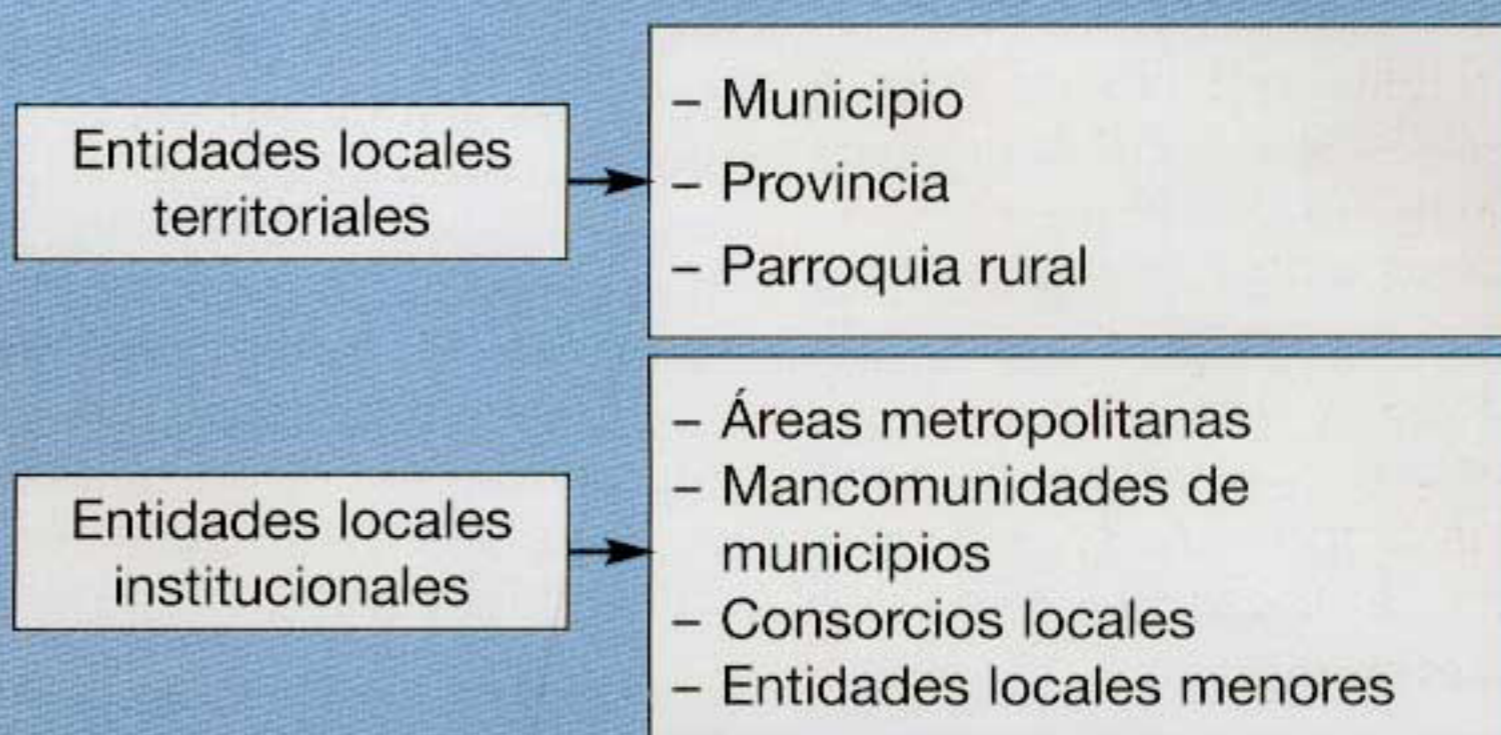 Entidades locales
territoriales
– Municipio
– Provincia
– Parroquia rural
Entidades locales
institucionales
– Áreas metropolitanas
– Mancomunidades de
municipios
– Consorcios locales
– Entidades locales menores